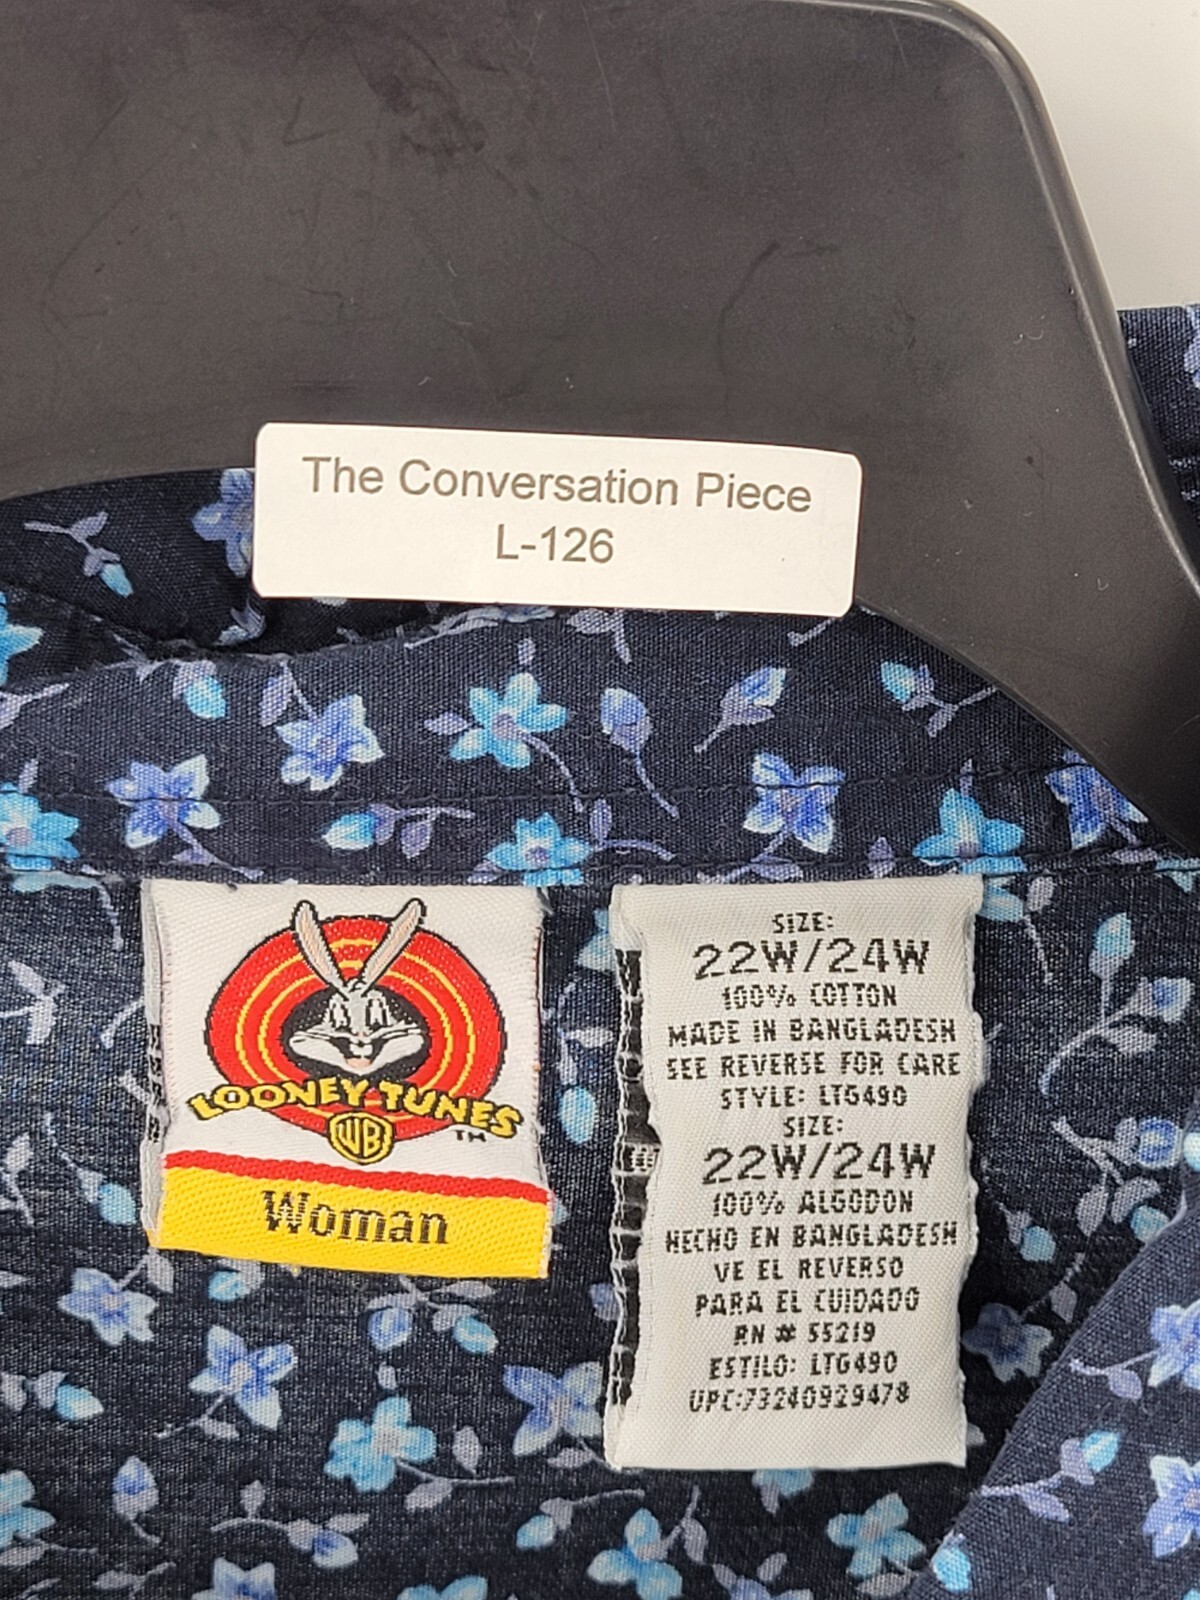 The Conversation Piece
L-126
LOONEY TUNES
WB
TM
Woman
SIZE:
22W/24W
100% COTTON
MADE IN BANGLADESH
SEE REVERSE FOR CARE
STYLE: LTG490
SIZE:
22W/24W
100% ALGODON
HECHO EN BANGLADESH
VE EL REVERSO
PARA EL CUIDADO
RN # 55219
ESTILO: LTG490
UPC:73240929478